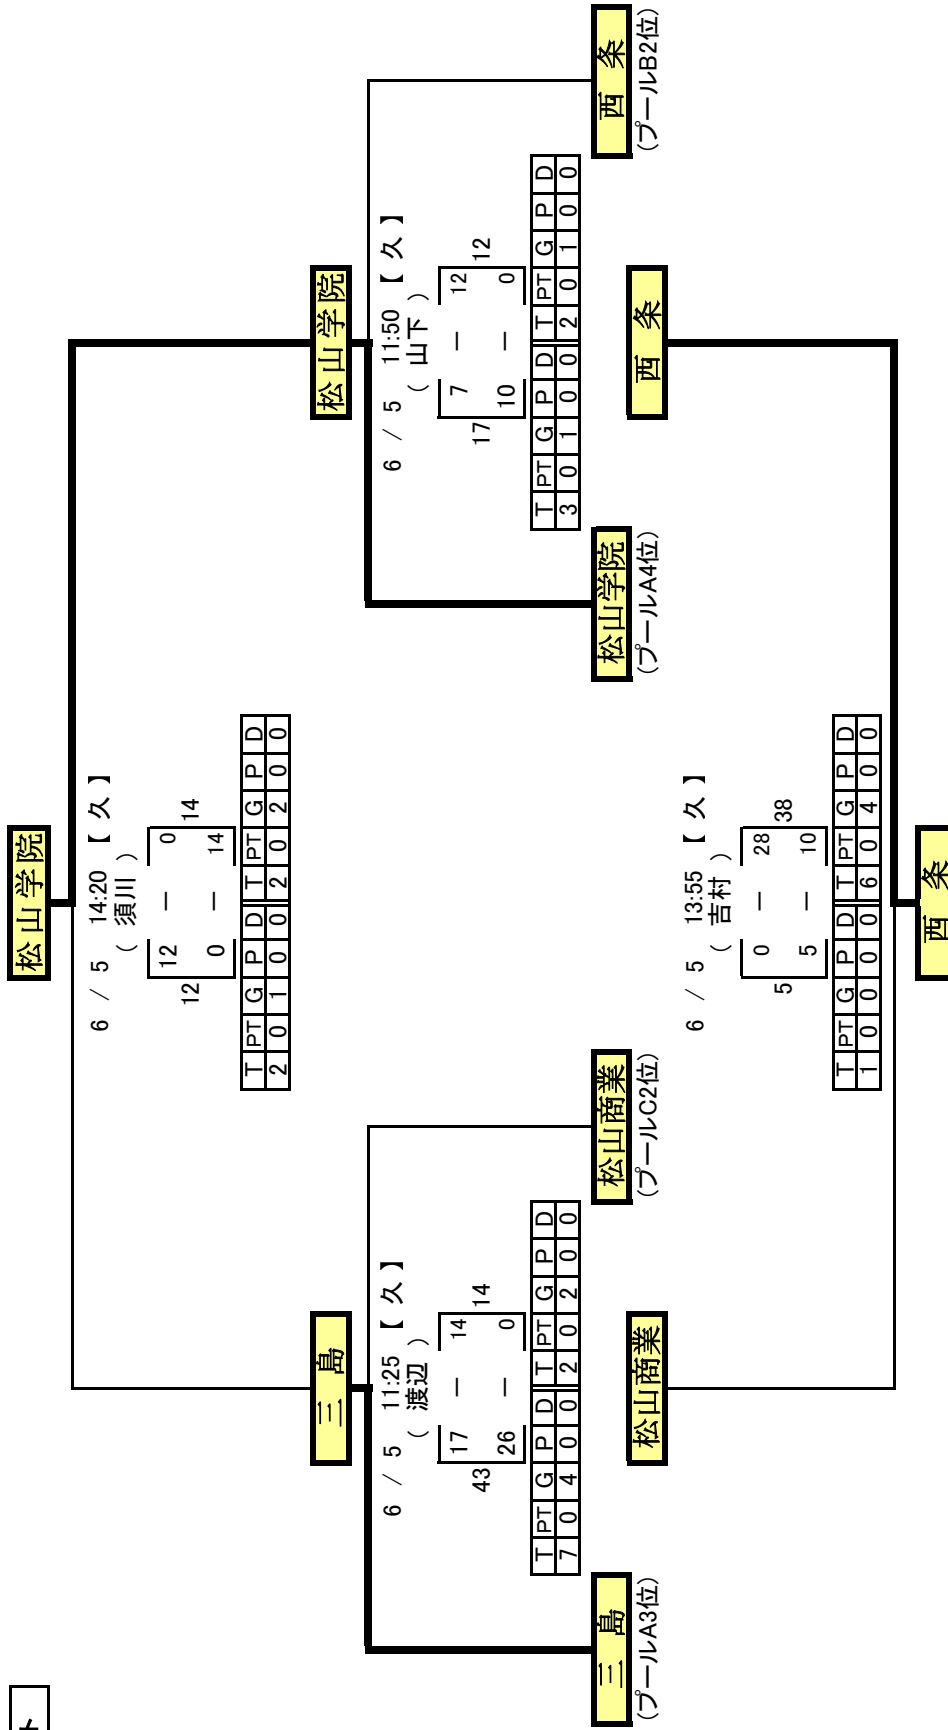 松山学院
6 / 5 14:20 【 久 】
( 須川 )
12 12 － 0 14
0 － 14
T PT G P D T PT G P D
2 0 1 0 0 2 0 2 0 0
三 島
松山学院
6 / 5 11:25 【 久 】
( 渡辺 )
43 17 － 14 14
26 － 0
T PT G P D T PT G P D
7 0 4 0 0 2 0 2 0 0
6 / 5 11:50 【 久 】
( 山下 )
17 7 － 12 12
10 － 0
T PT G P D T PT G P D
3 0 1 0 0 2 0 1 0 0
三 島
(プールA3位)
松山商業
(プールC2位)
松山学院
(プールA4位)
西 条
(プールB2位)
松山商業
西 条
6 / 5 13:55 【 久 】
( 吉村 )
5 0 － 28 38
5 － 10
T PT G P D T PT G P D
1 0 0 0 0 6 0 4 0 0
西 条